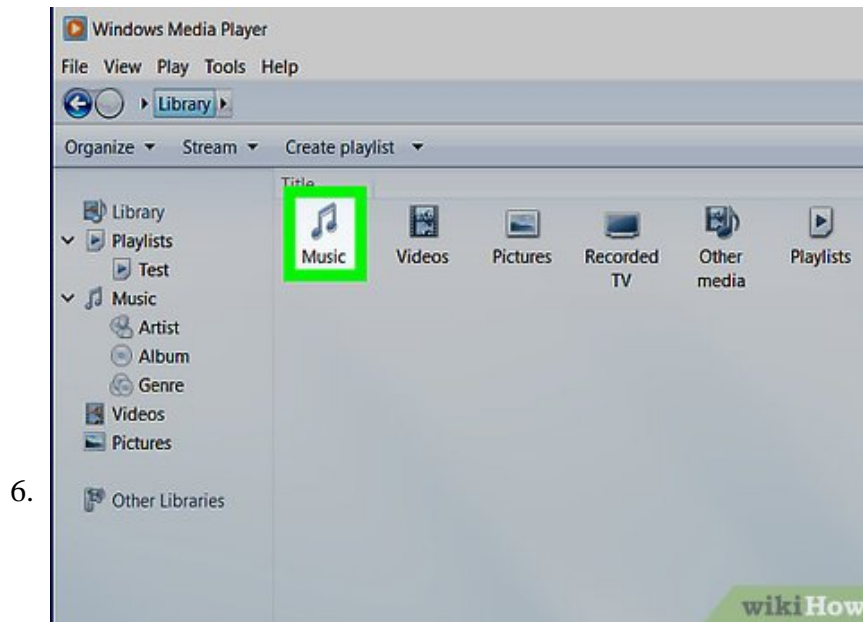 Windows Media Player
File View Play Tools Help
Library
Organize Stream Create playlist
Title
Library
Playlists
Test
Music
Artist
Album
Genre
Videos
Pictures
Other Libraries
Music Videos Pictures Recorded TV Other media Playlists
6.
wikiHow